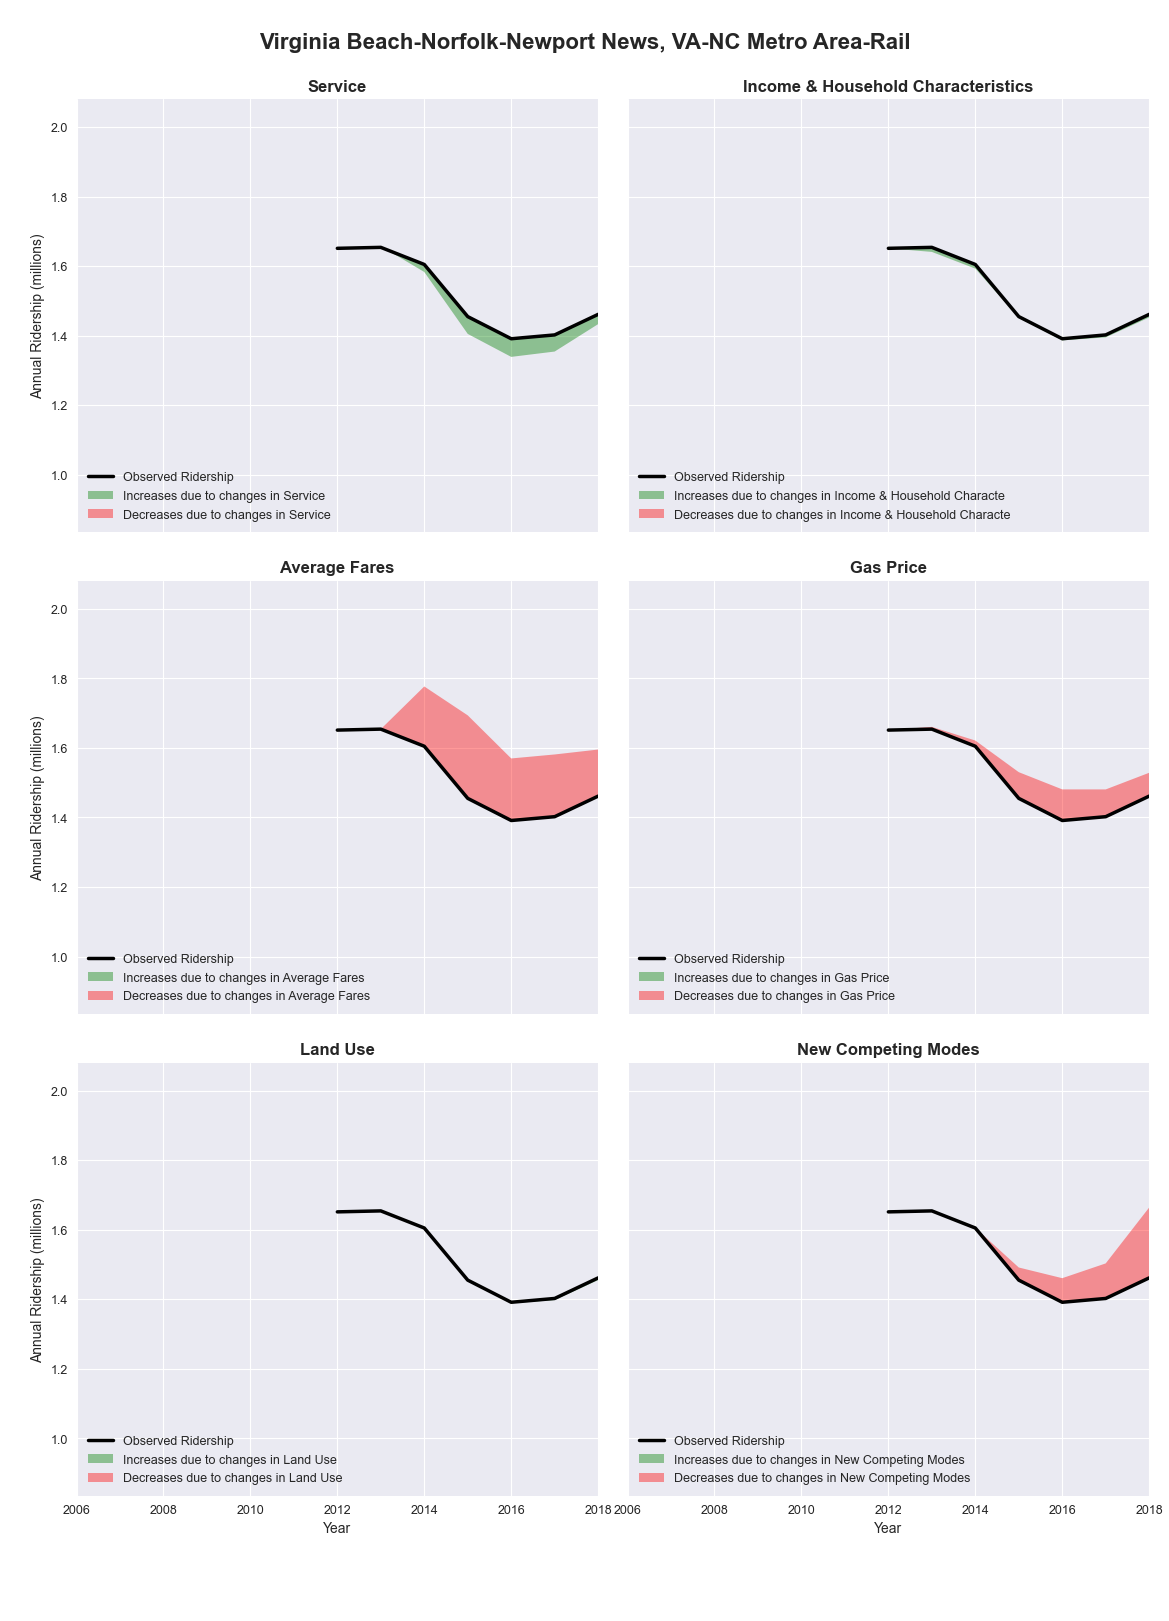 Virginia Beach-Norfolk-Newport News, VA-NC Metro Area-Rail
Service
Income & Household Characteristics
2.0
1.8
1.6
1.4
1.2
1.0
Annual Ridership (millions)
Observed Ridership
Increases due to changes in Service
Decreases due to changes in Service
Observed Ridership
Increases due to changes in Income & Household Characte
Decreases due to changes in Income & Household Characte
Average Fares
Gas Price
2.0
1.8
1.6
1.4
1.2
1.0
Annual Ridership (millions)
Observed Ridership
Increases due to changes in Average Fares
Decreases due to changes in Average Fares
Observed Ridership
Increases due to changes in Gas Price
Decreases due to changes in Gas Price
Land Use
New Competing Modes
2.0
1.8
1.6
1.4
1.2
1.0
Annual Ridership (millions)
Observed Ridership
Increases due to changes in Land Use
Decreases due to changes in Land Use
Observed Ridership
Increases due to changes in New Competing Modes
Decreases due to changes in New Competing Modes
2006 2008 2010 2012 2014 2016 2018
2006 2008 2010 2012 2014 2016 2018
Year
Year